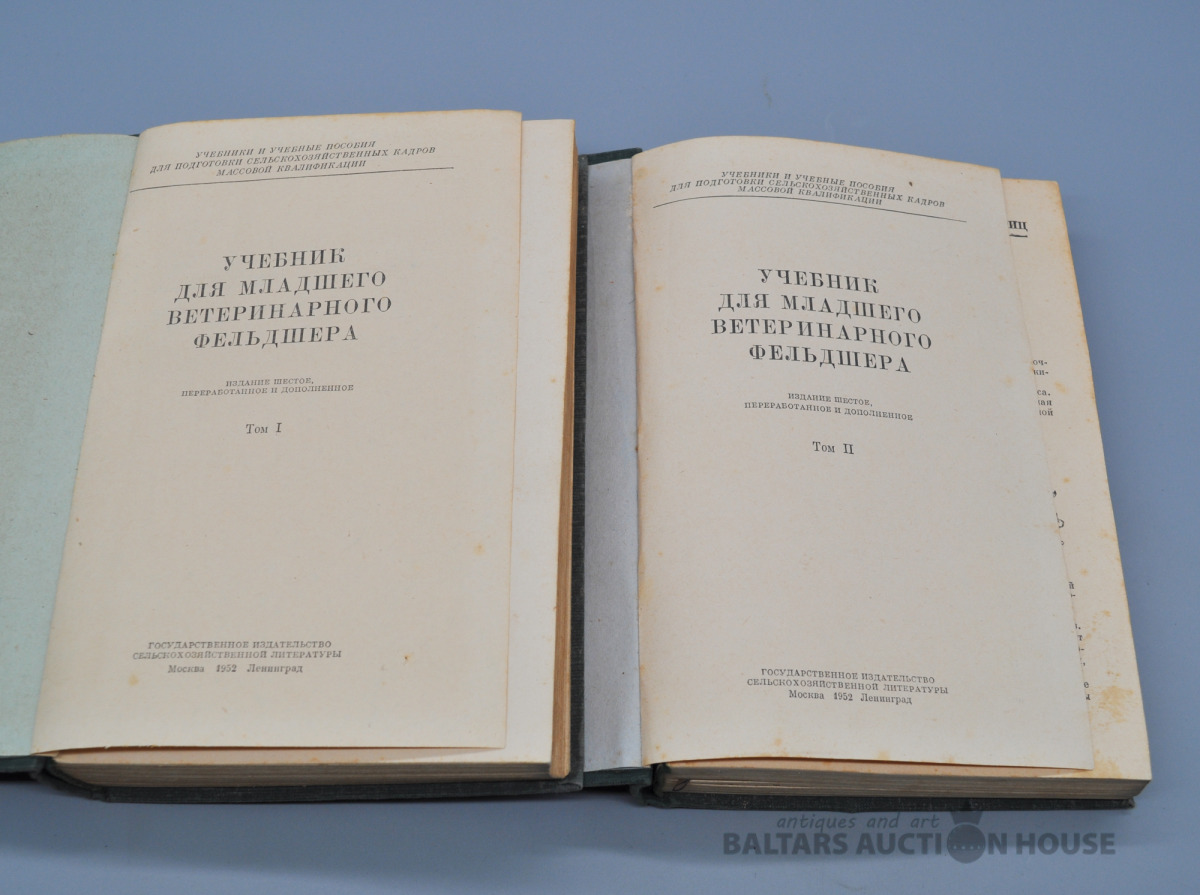 УЧЕБНИКИ И УЧЕБНЫЕ ПОСОБИЯ
ДЛЯ ПОДГОТОВКИ СЕЛЬСКОХОЗЯЙСТВЕННЫХ КАДРОВ
МАССОВОЙ КВАЛИФИКАЦИИ
УЧЕБНИК
ДЛЯ МЛАДШЕГО
ВЕТЕРИНАРНОГО
ФЕЛЬДШЕРА
ИЗДАНИЕ ШЕСТОЕ,
ПЕРЕРАБОТАННОЕ И ДОПОЛНЕННОЕ
Том I
ГОСУДАРСТВЕННОЕ ИЗДАТЕЛЬСТВО
СЕЛЬСКОХОЗЯЙСТВЕННОЙ ЛИТЕРАТУРЫ
Москва 1952 Ленинград
УЧЕБНИКИ И УЧЕБНЫЕ ПОСОБИЯ
ДЛЯ ПОДГОТОВКИ СЕЛЬСКОХОЗЯЙСТВЕННЫХ КАДРОВ
МАССОВОЙ КВАЛИФИКАЦИИ
УЧЕБНИК
ДЛЯ МЛАДШЕГО
ВЕТЕРИНАРНОГО
ФЕЛЬДШЕРА
ИЗДАНИЕ ШЕСТОЕ,
ПЕРЕРАБОТАННОЕ И ДОПОЛНЕННОЕ
Том II
ГОСУДАРСТВЕННОЕ ИЗДАТЕЛЬСТВО
СЕЛЬСКОХОЗЯЙСТВЕННОЙ ЛИТЕРАТУРЫ
Москва 1952 Ленинград
antiques and art
BALTARS AUCTION HOUSE